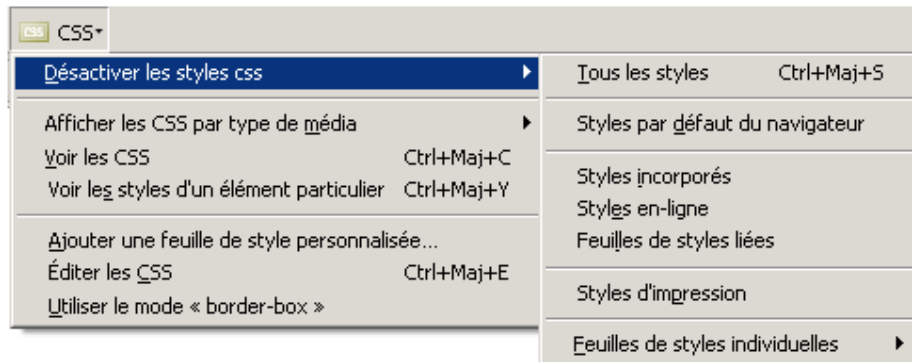 CSS CSS
Désactiver les styles css
Afficher les CSS par type de média
Voir les CSS Ctrl+Maj+C
Voir les styles d'un élément particulier Ctrl+Maj+Y
Ajouter une feuille de style personnalisée...
Éditer les CSS Ctrl+Maj+E
Utiliser le mode « border-box »
Tous les styles Ctrl+Maj+S
Styles par défaut du navigateur
Styles incorporés
Styles en-ligne
Feuilles de styles liées
Styles d'impression
Feuilles de styles individuelles